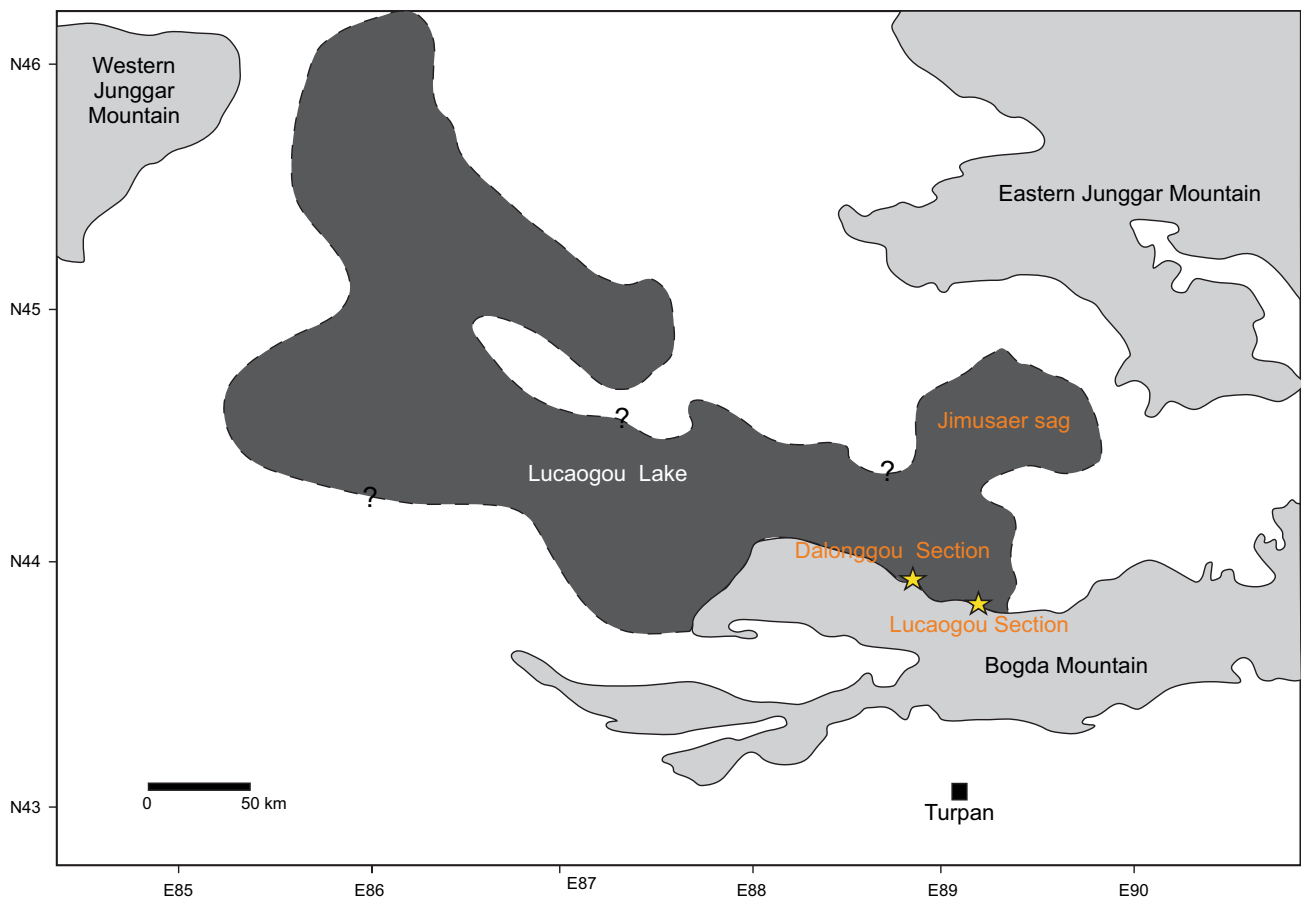 N46
Western
Junggar
Mountain
Eastern Junggar Mountain
N45
?
Jimusaer sag
Lucaogou Lake
?
?
N44
Dalonggou Section
Lucaogou Section
Bogda Mountain
0 50 km
N43
Turpan
E85 E86 E87 E88 E89 E90